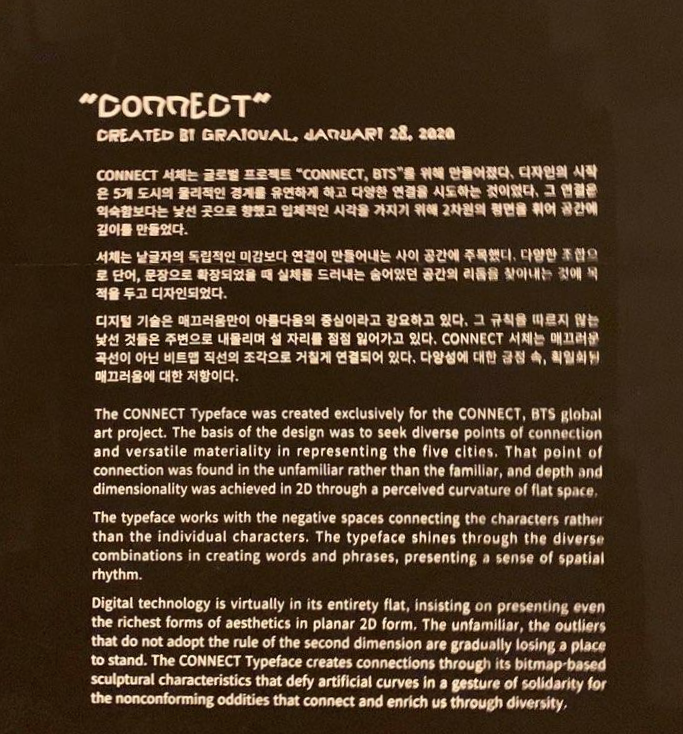 “CONNECT”
CREATED BY GRAIOVAL, JANUARY 28, 2020
CONNECT 서체는 글로벌 프로젝트 “CONNECT, BTS”를 위해 만들어졌다. 디자인의 시작
은 5개 도시의 물리적인 경계를 유연하게 하고 다양한 연결을 시도하는 것이었다. 그 연결은
익숙함보다는 낯선 곳으로 향했고 입체적인 시각을 가지기 위해 2차원의 평면을 휘어 공간에
깊이를 만들었다.
서체는 낱글자의 독립적인 미감보다 연결이 만들어내는 사이 공간에 주목했다. 다양한 조합으
로 단어, 문장으로 확장되었을 때 실체를 드러내는 숨어있던 공간의 리듬을 찾아내는 것에 목
적을 두고 디자인되었다.
디지털 기술은 매끄러움만이 아름다움의 중심이라고 강요하고 있다. 그 규칙을 따르지 않는
낯선 것들은 주변으로 내몰리며 설 자리를 점점 잃어가고 있다. CONNECT 서체는 매끄러운
곡선이 아닌 비트맵 직선의 조각으로 거칠게 연결되어 있다. 다양성에 대한 긍정 속, 획일화된
매끄러움에 대한 저항이다.
The CONNECT Typeface was created exclusively for the CONNECT, BTS global
art project. The basis of the design was to seek diverse points of connection
and versatile materiality in representing the five cities. That point of
connection was found in the unfamiliar rather than the familiar, and depth and
dimensionality was achieved in 2D through a perceived curvature of flat space.
The typeface works with the negative spaces connecting the characters rather
than the individual characters. The typeface shines through the diverse
combinations in creating words and phrases, presenting a sense of spatial
rhythm.
Digital technology is virtually in its entirety flat, insisting on presenting even
the richest forms of aesthetics in planar 2D form. The unfamiliar, the outliers
that do not adopt the rule of the second dimension are gradually losing a place
to stand. The CONNECT Typeface creates connections through its bitmap-based
sculptural characteristics that defy artificial curves in a gesture of solidarity for
the nonconforming oddities that connect and enrich us through diversity.